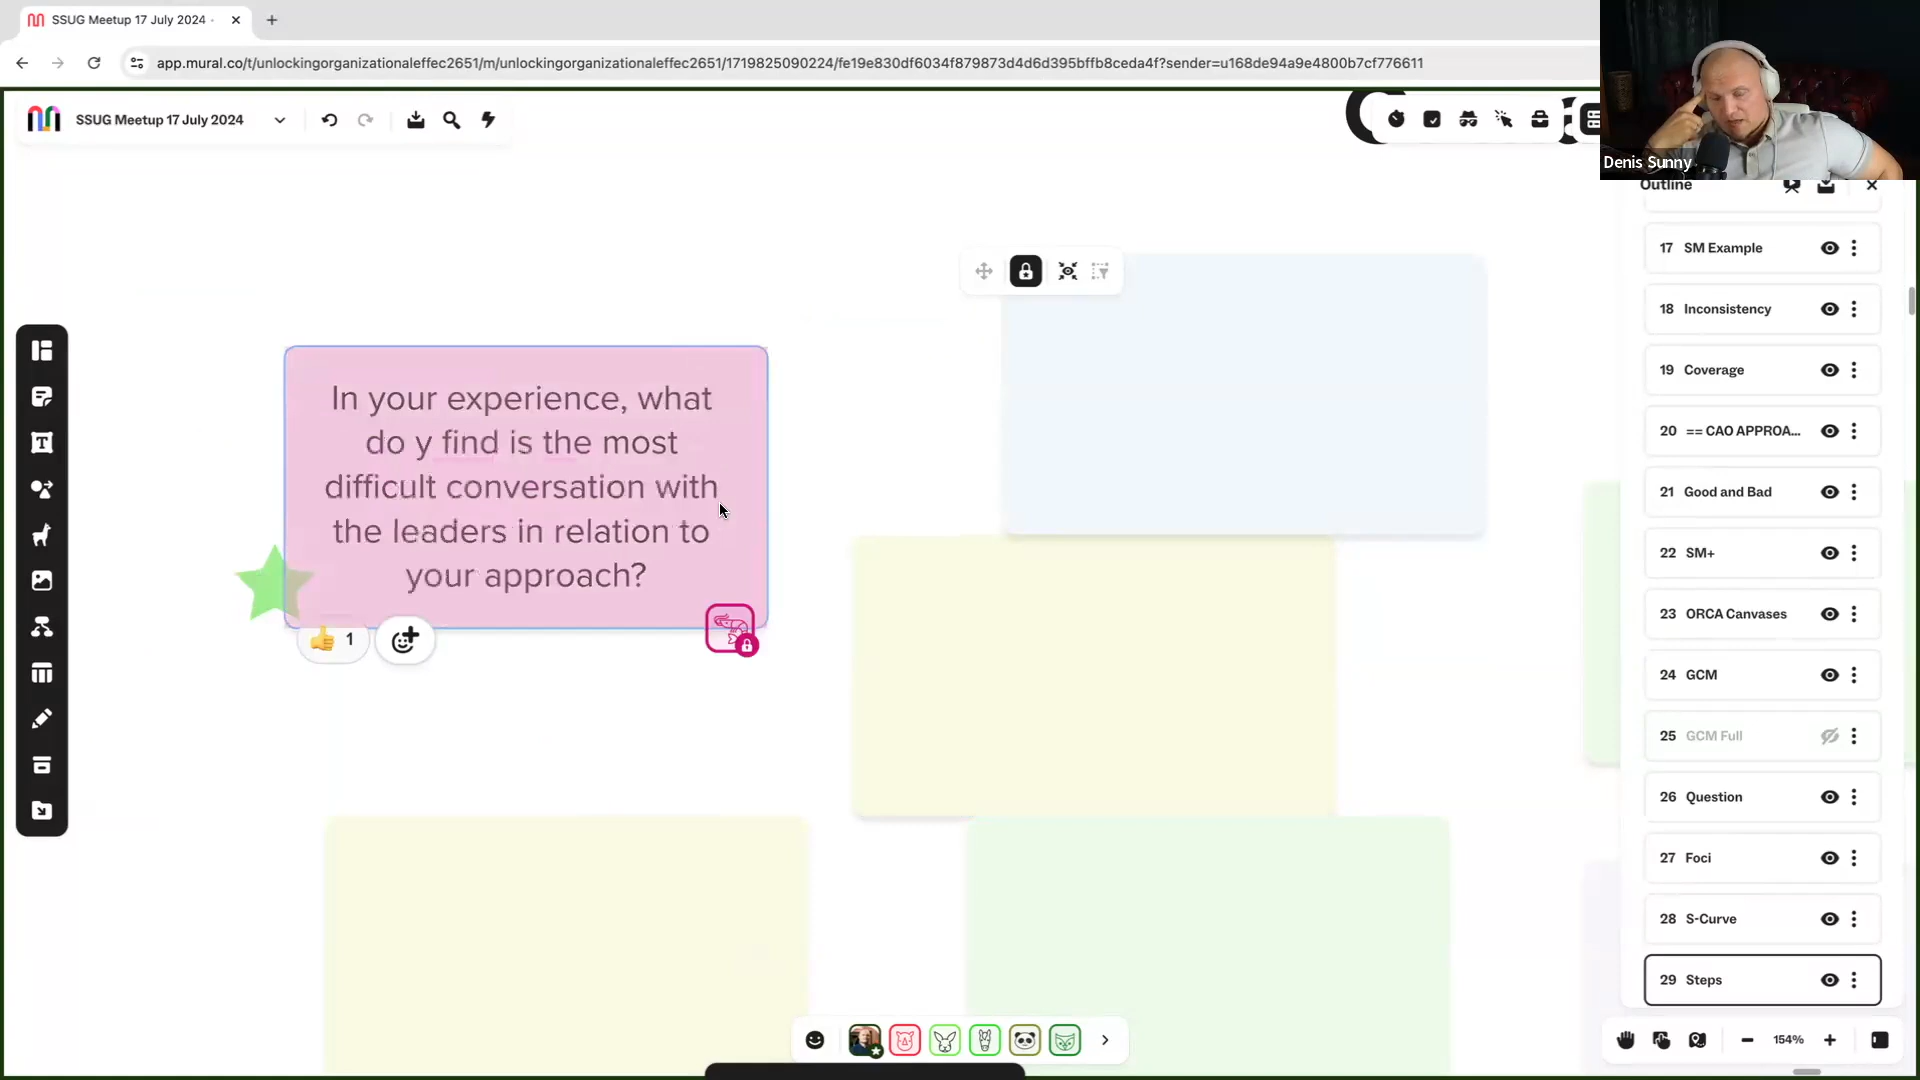 SSUG Meetup 17 July 2024 -
app.mural.co/t/unlockingorganizationaleffec2651/m/unlockingorganizationaleffec2651/1719825090224/fe19e830df6034f879873d4d6d395bffb8ceda4f?sender=u168de94a9e4800b7cf776611
SSUG Meetup 17 July 2024
Denis Sunny
Outline
17 SM Example
18 Inconsistency
19 Coverage
20 == CAO APPROA...
21 Good and Bad
22 SM+
23 ORCA Canvases
24 GCM
25 GCM Full
26 Question
27 Foci
28 S-Curve
29 Steps
In your experience, what
do y find is the most
difficult conversation with
the leaders in relation to
your approach?
1
154%